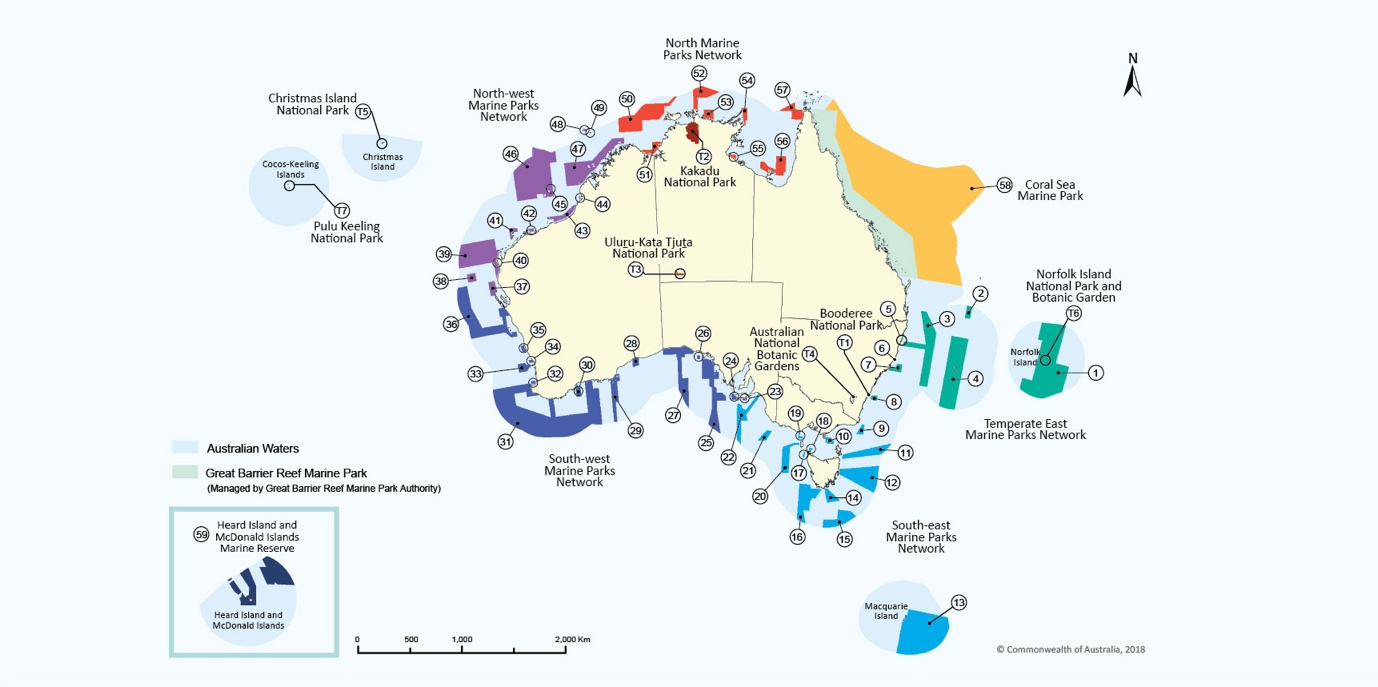 North Marine
Parks Network
52
54
57
53
50
49
48
North-west
Marine Parks
Network
Christmas Island
National Park
T5
Christmas
Island
Cocos-Keeling
Islands
T7
Pulu Keeling
National Park
46
47
51
T2
Kakadu
National Park
55
56
58
Coral Sea
Marine Park
N
45
44
42
41
43
39
40
38
37
36
Uluru-Kata Tjuta
National Park
T3
Norfolk Island
National Park and
Botanic Garden
T6
Norfolk
Island
1
2
3
4
5
6
7
8
Booderee
National Park
T1
Australian
National
Botanic
Gardens
T4
Temperate East
Marine Parks Network
35
34
33
32
31
30
28
29
26
27
25
24
23
22
21
20
19
18
17
10
9
11
12
14
15
16
South-west
Marine Parks
Network
South-east
Marine Parks
Network
Macquarie
Island
13
Australian Waters
Great Barrier Reef Marine Park
(Managed by Great Barrier Reef Marine Park Authority)
59
Heard Island and
McDonald Islands
Marine Reserve
Heard Island and
McDonald Islands
0 500 1,000 2,000 Km
© Commonwealth of Australia, 2018